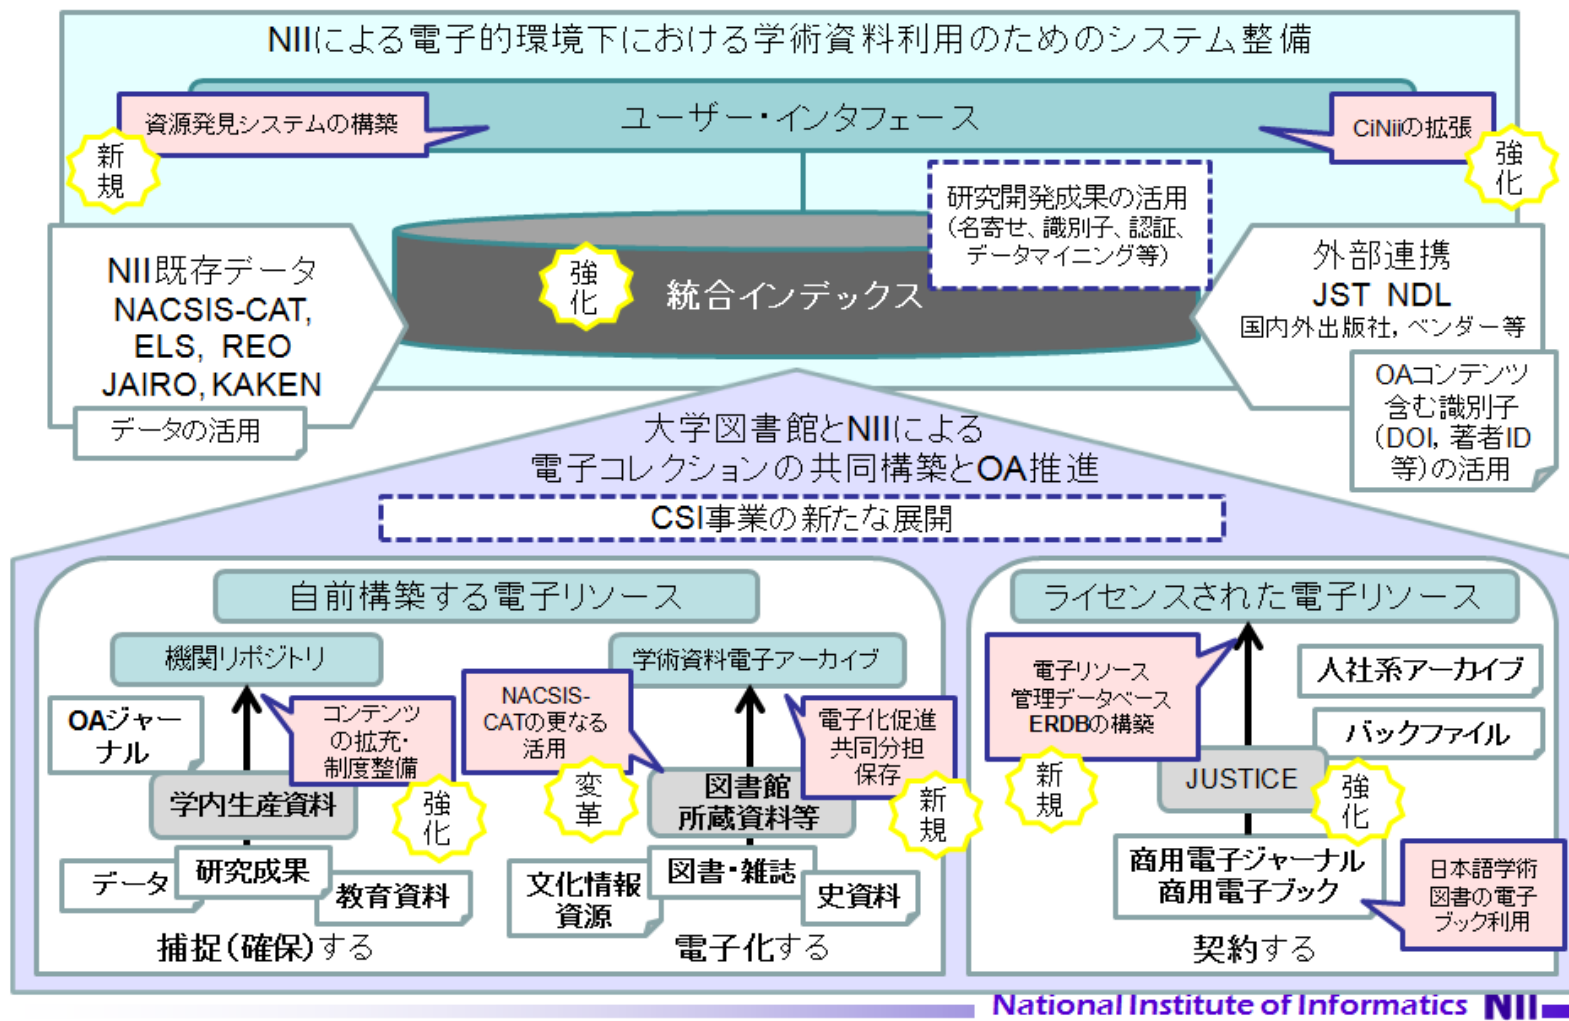 NIIによる電子的環境下における学術資料利用のためのシステム整備
ユーザー・インタフェース
資源発見システムの構築
新
規
CiNiiの拡張
強
化
研究開発成果の活用
（名寄せ、識別子、認証、
データマイニング等）
NII既存データ
NACSIS-CAT,
ELS, REO
JAIRO, KAKEN
データの活用
強
化
統合インデックス
外部連携
JST NDL
国内外出版社, ベンダー等
OAコンテンツ
含む識別子
（DOI, 著者ID
等）の活用
大学図書館とNIIによる
電子コレクションの共同構築とOA推進
CSI事業の新たな展開
自前構築する電子リソース
機関リポジトリ
OAジャー
ナル
コンテンツ
の拡充・
制度整備
強
化
学内生産資料
データ
研究成果
教育資料
捕捉（確保）する
学術資料電子アーカイブ
NACSIS-
CATの更なる
活用
変
革
電子化促進
共同分担
保存
新
規
図書館
所蔵資料等
文化情報
資源
図書・雑誌
史資料
電子化する
ライセンスされた電子リソース
電子リソース
管理データベース
ERDBの構築
新
規
人社系アーカイブ
バックファイル
JUSTICE
強
化
商用電子ジャーナル
商用電子ブック
日本語学術
図書の電子
ブック利用
契約する
National Institute of Informatics NII